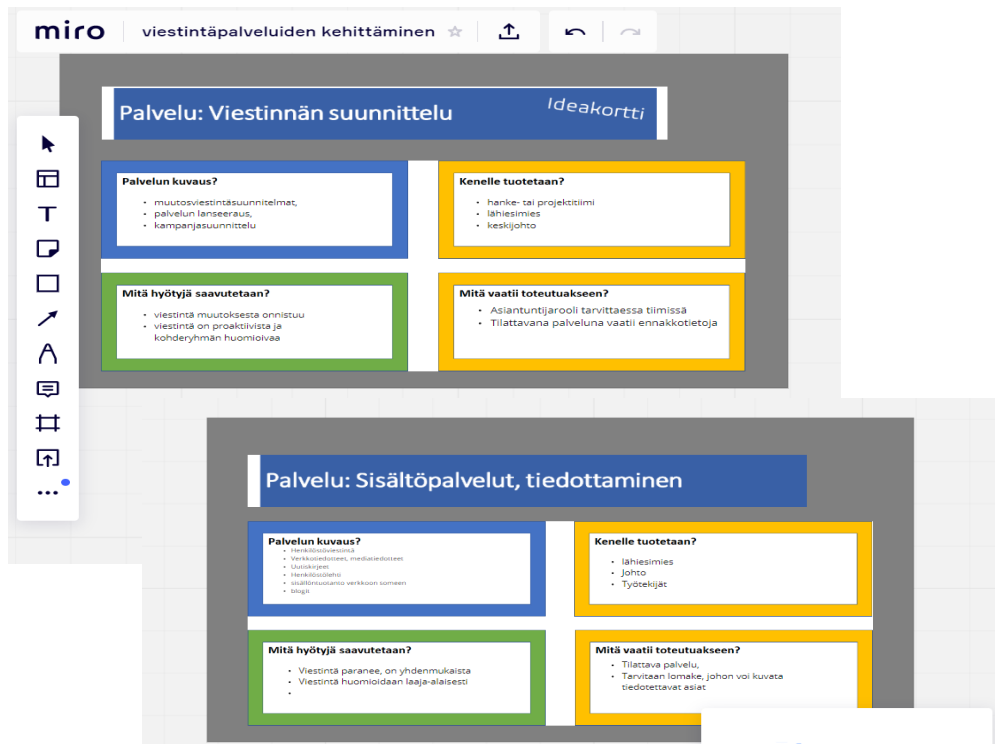 miro
viestintäpalveluiden kehittäminen
Palvelu: Viestinnän suunnittelu
Ideakortti
Palvelun kuvaus?
• muutosviestintäsuunnitelmat,
• palvelun lanseeraus,
• kampanjasuunnittelu
Kenelle tuotetaan?
• hanke- tai projektitiimi
• lähiesimies
• keskijohto
Mitä hyötyjä saavutetaan?
• viestintä muutoksesta onnistuu
• viestintä on proaktiivista ja
kohderyhmän huomioivaa
Mitä vaatii toteutuakseen?
• Asiantuntijarooli tarvittaessa tiimissä
• Tilattavana palveluna vaatii ennakkotietoja
Palvelu: Sisältöpalvelut, tiedottaminen
Palvelun kuvaus?
• Henkilöstöviestintä
• Verkkotiedotteet, mediatiedotteet
• Uutiskirjeet
• Henkilöstölehti
• sisällöntuotanto verkkoon someen
• blogit
Kenelle tuotetaan?
• lähiesimies
• Johto
• Työtekijät
Mitä hyötyjä saavutetaan?
• Viestintä paranee, on yhdenmukaista
• Viestintä huomioidaan laaja-alaisesti
•
Mitä vaatii toteutuakseen?
• Tilattava palvelu,
• Tarvitaan lomake, johon voi kuvata
tiedotettavat asiat